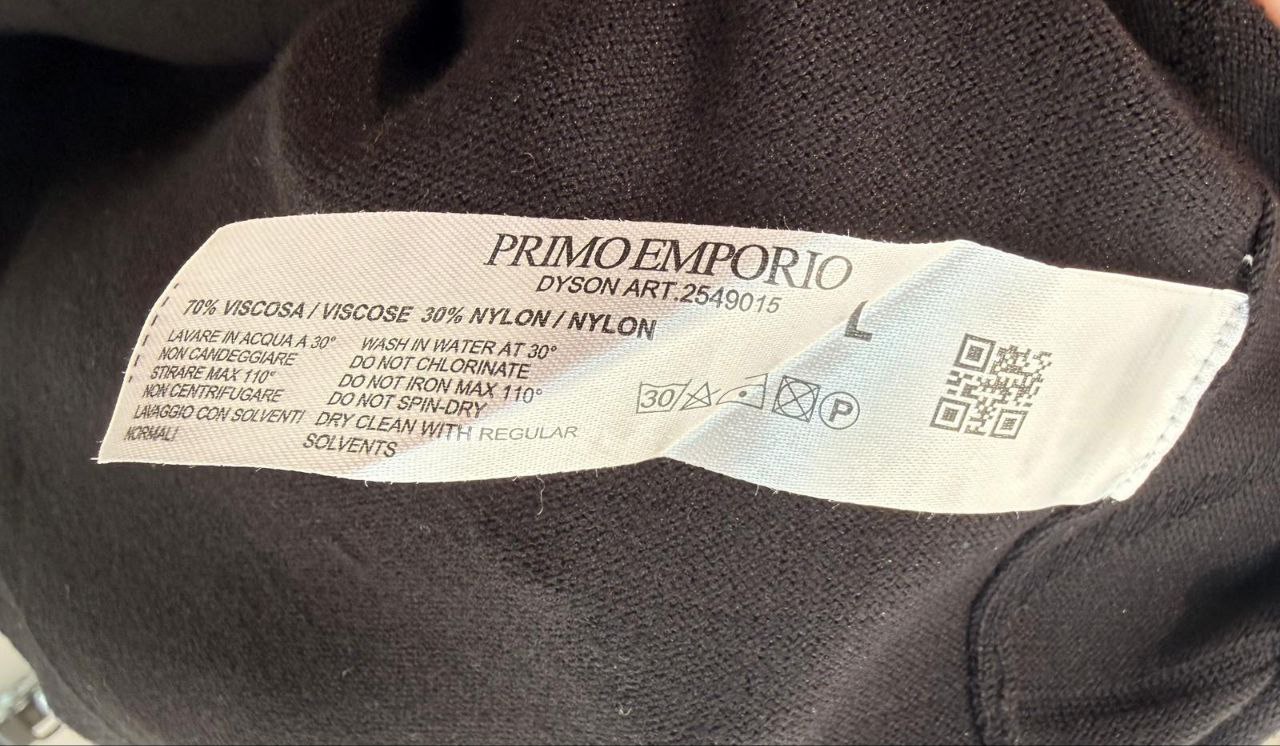 PRIMO EMPORIO
DYSON ART.2549015
L
70% VISCOSA / VISCOSE 30% NYLON / NYLON
LAVARE IN ACQUA A 30°
NON CANDEGGIARE
STIRARE MAX 110°
NON CENTRIFUGARE
LAVAGGIO CON SOLVENTI
NORMALI
WASH IN WATER AT 30°
DO NOT CHLORINATE
DO NOT IRON MAX 110°
DO NOT SPIN-DRY
DRY CLEAN WITH REGULAR
SOLVENTS
30 P